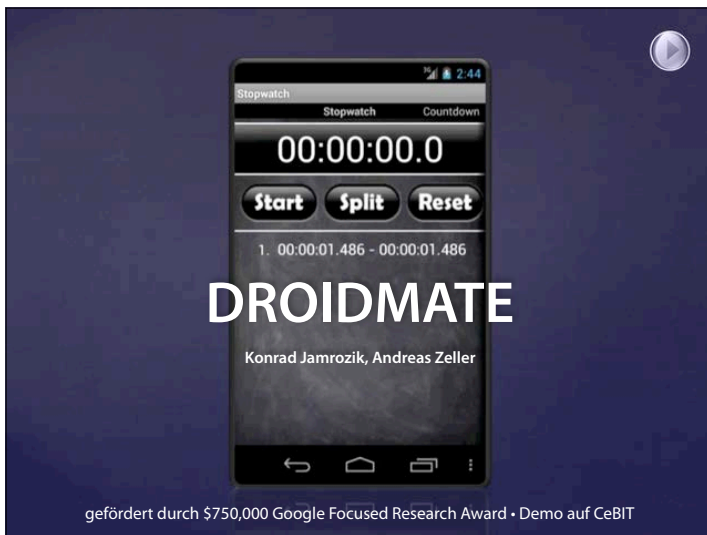 3G 2:44
Stopwatch
Stopwatch Countdown
00:00:00.0
Start Split Reset
1. 00:00:01.486 - 00:00:01.486
DROIDMATE
Konrad Jamrozik, Andreas Zeller
gefördert durch $750,000 Google Focused Research Award • Demo auf CeBIT